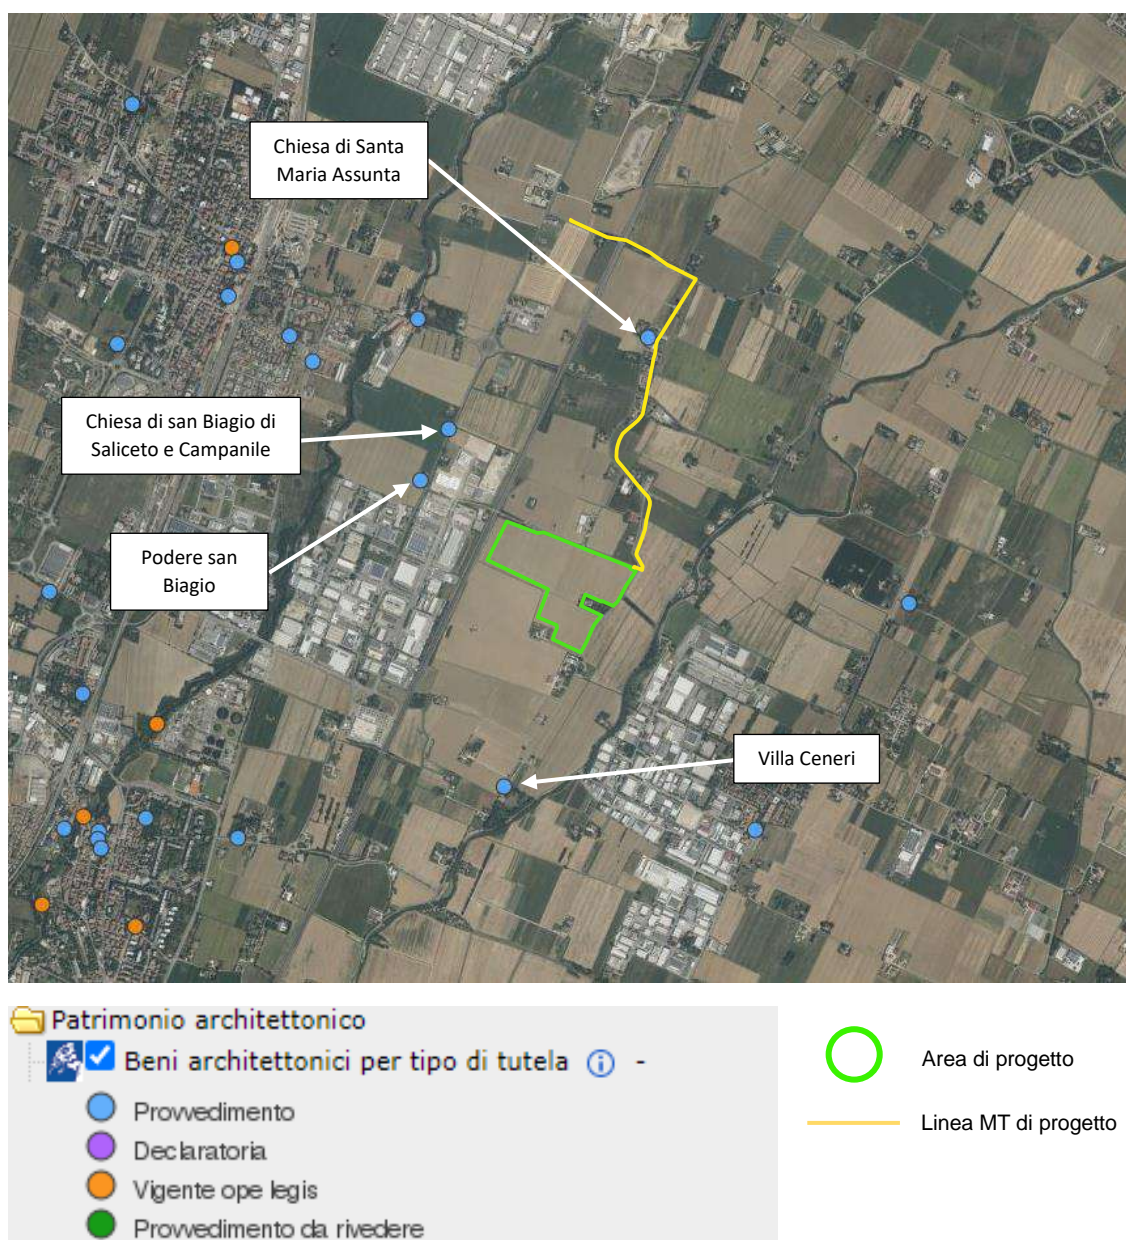 Chiesa di Santa
Maria Assunta
Chiesa di san Biagio di
Saliceto e Campanile
Podere san
Biagio
Villa Ceneri
Patrimonio architettonico
Beni architettonici per tipo di tutela
-
Provvedimento
Declaratoria
Vigente ope legis
Provvedimento da rivedere
Area di progetto
Linea MT di progetto